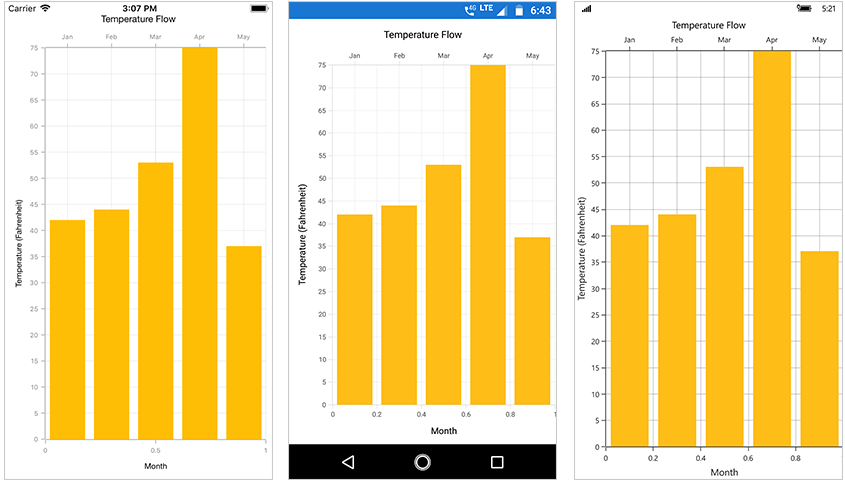 Carrier 3:07 PM
Temperature Flow
Jan Feb Mar Apr May
75
70
65
60
55
50
45
40
35
30
25
20
15
10
5
0
Temperature (Fahrenheit)
0 0.5 1
Month
4G LTE 6:43
Temperature Flow
Jan Feb Mar Apr May
75
70
65
60
55
50
45
40
35
30
25
20
15
10
5
0
Temperature (Fahrenheit)
0 0.2 0.4 0.6 0.8 1
Month
5:21
Temperature Flow
Jan Feb Mar Apr May
75
70
65
60
55
50
45
40
35
30
25
20
15
10
5
0
Temperature (Fahrenheit)
0 0.2 0.4 0.6 0.8
Month